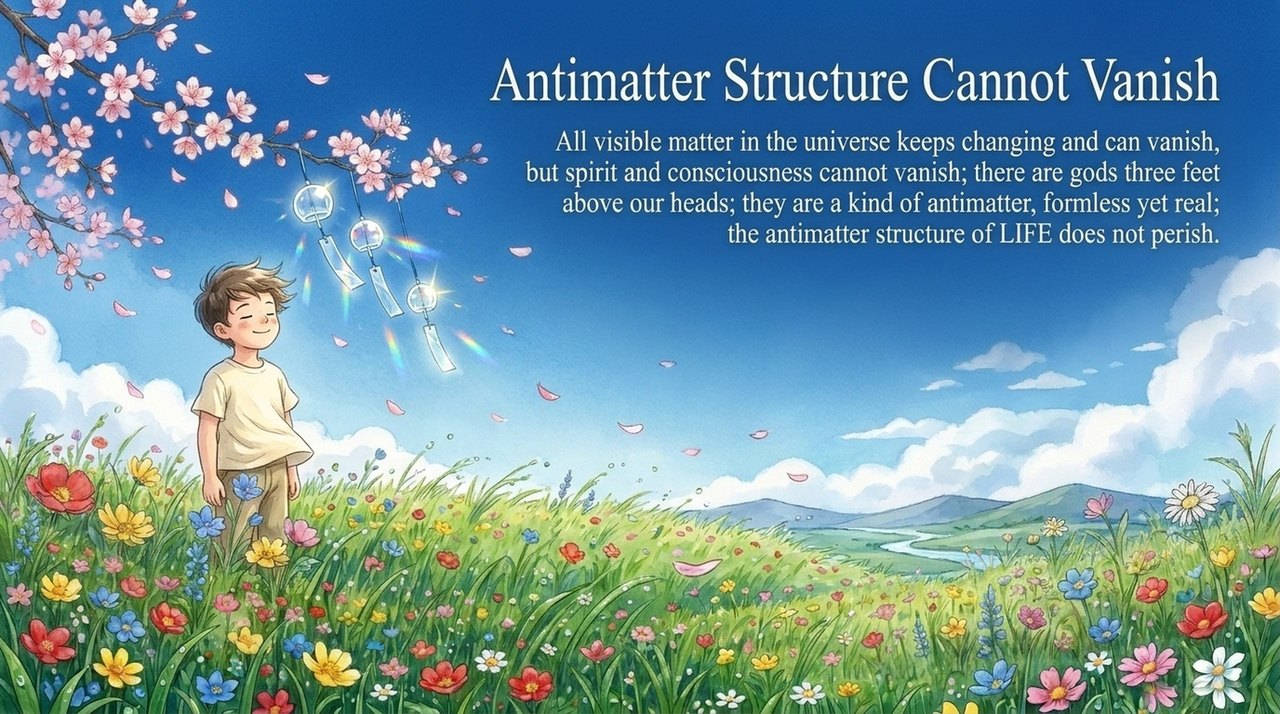 Antimatter Structure Cannot Vanish
All visible matter in the universe keeps changing and can vanish,
but spirit and consciousness cannot vanish; there are gods three feet
above our heads; they are a kind of antimatter, formless yet real;
the antimatter structure of LIFE does not perish.